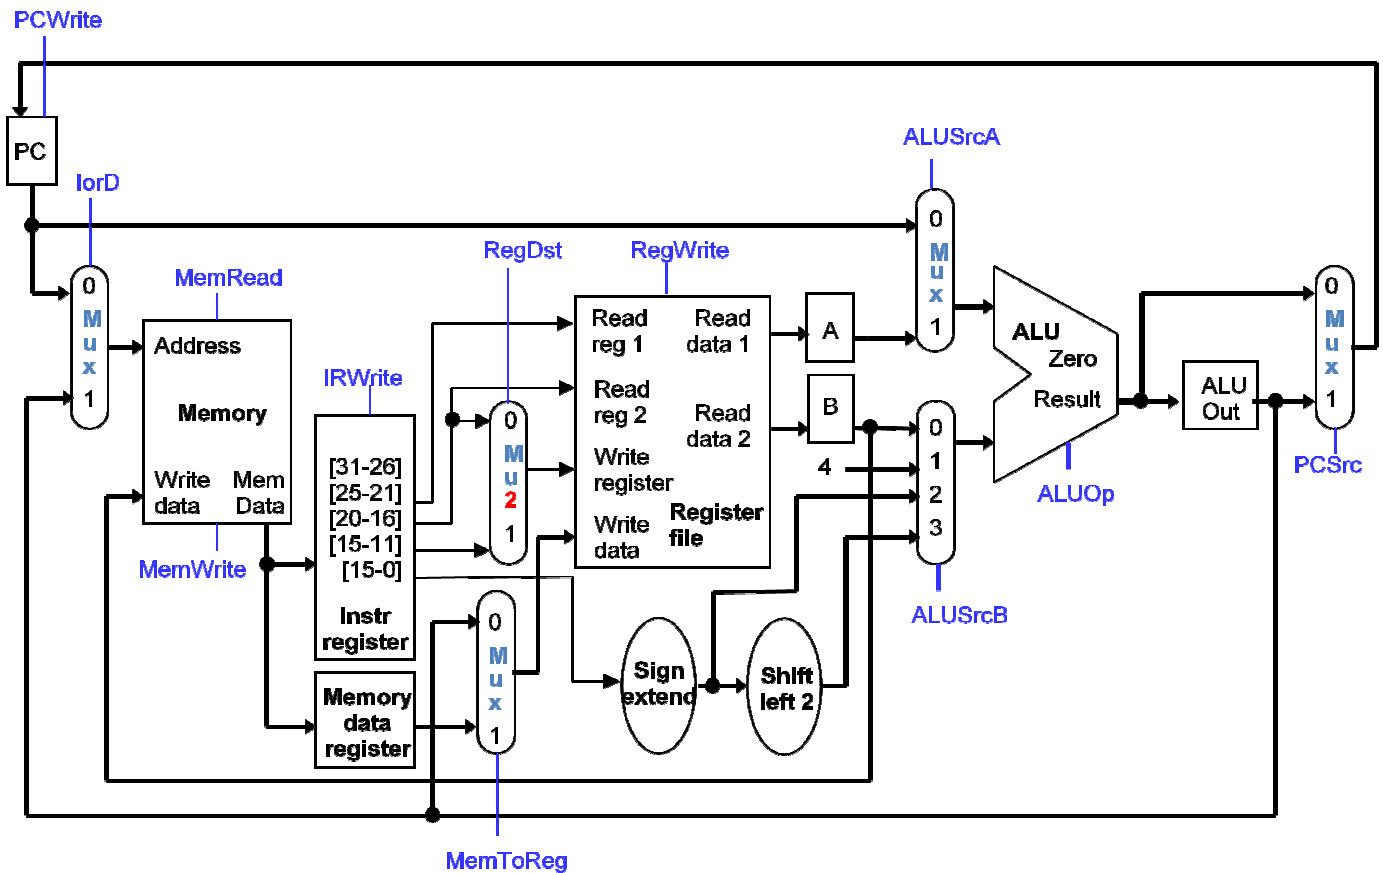 PCWrite
PC
IorD
ALUSrcA
0
M
u
x
1
MemRead
Address
Memory
Write
data
Mem
Data
MemWrite
IRWrite
[31-26]
[25-21]
[20-16]
[15-11]
[15-0]
Instr
register
Memory
data
register
RegDst
0
M
u
2
1
0
M
u
x
1
MemToReg
RegWrite
Read
reg 1
Read
data 1
Read
reg 2
Read
data 2
Write
register
Write
data
Register
file
A
B
4
Sign
extend
Shift
left 2
0
M
u
x
1
0
1
2
3
ALUSrcB
ALU
Zero
Result
ALUOp
ALU
Out
0
M
u
x
1
PCSrc